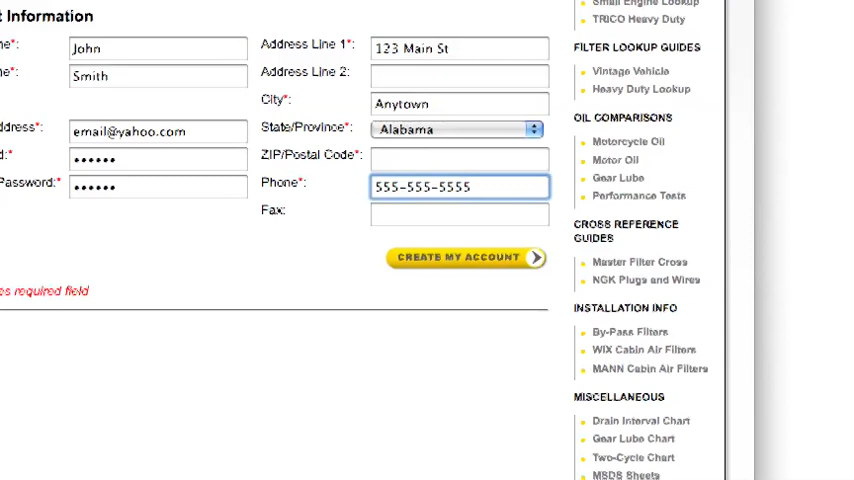 t Information
Small Engine Lookup
TRICO Heavy Duty
me*: John
Address Line 1*: 123 Main St
me*: Smith
Address Line 2:
City*: Anytown
ddress*: email@yahoo.com
State/Province*: Alabama
d:* ••••••
ZIP/Postal Code*:
Password:* ••••••
Phone*: 555-555-5555
Fax:
CREATE MY ACCOUNT
es required field
FILTER LOOKUP GUIDES
Vintage Vehicle
Heavy Duty Lookup
OIL COMPARISONS
Motorcycle Oil
Motor Oil
Gear Lube
Performance Tests
CROSS REFERENCE
GUIDES
Master Filter Cross
NGK Plugs and Wires
INSTALLATION INFO
By-Pass Filters
WIX Cabin Air Filters
MANN Cabin Air Filters
MISCELLANEOUS
Drain Interval Chart
Gear Lube Chart
Two-Cycle Chart
MSDS Sheets